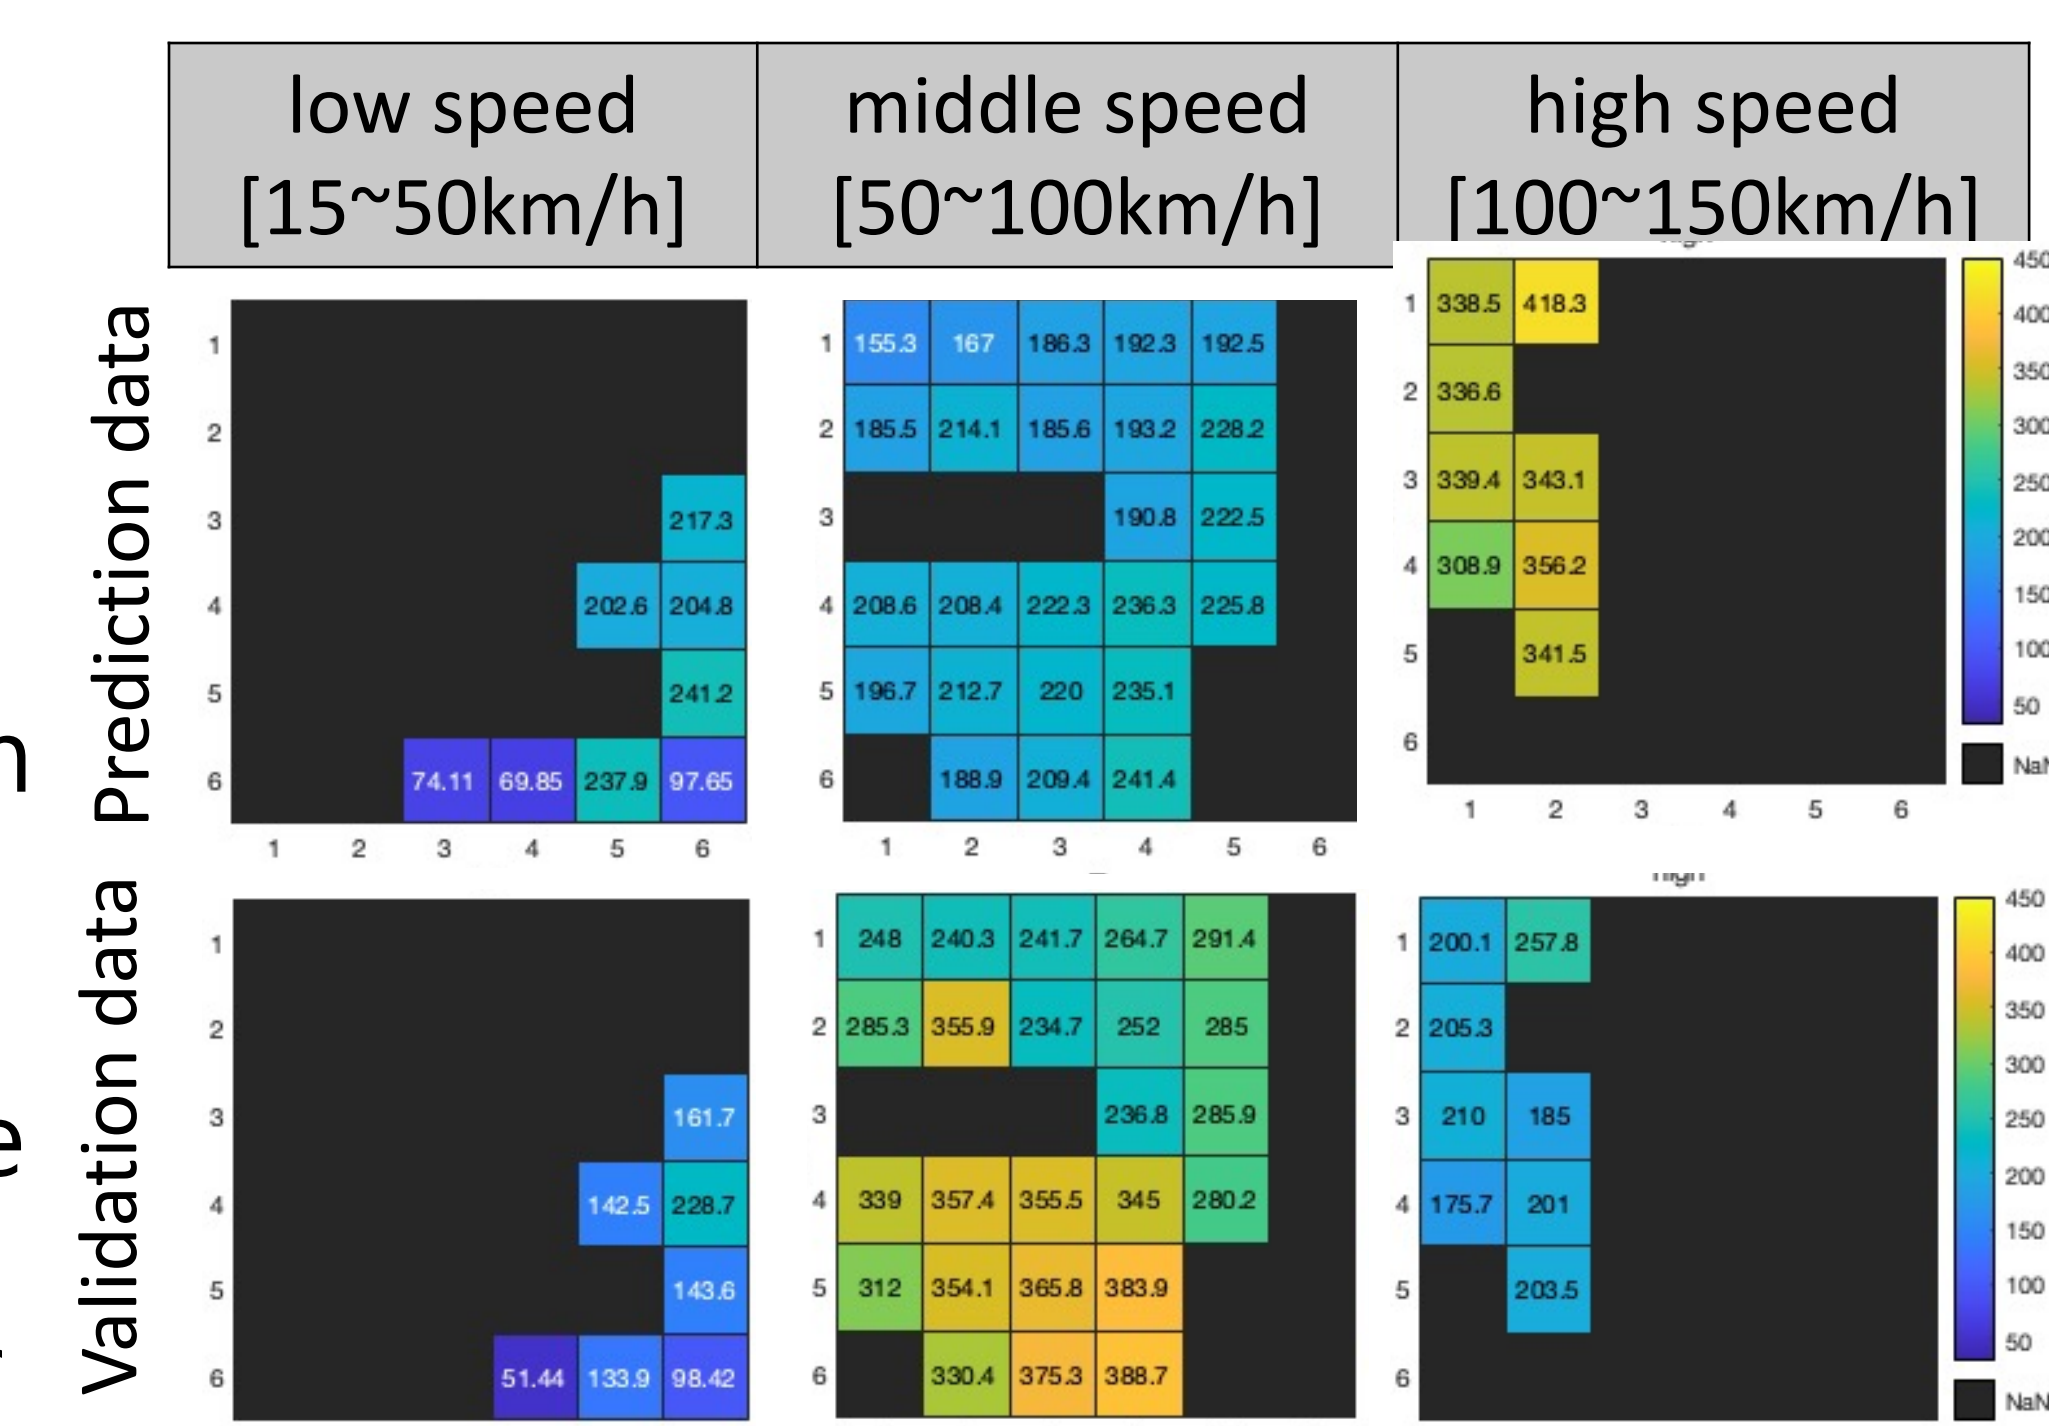 low speed
[15~50km/h]
middle speed
[50~100km/h]
high speed
[100~150km/h]
Prediction data
1
2
3 217.3
4 202.6 204.8
5 241.2
6 74.11 69.85 237.9 97.65
1 2 3 4 5 6
1 155.3 167 186.3 192.3 192.5
2 185.5 214.1 185.6 193.2 228.2
3 190.8 222.5
4 208.6 208.4 222.3 236.3 225.8
5 196.7 212.7 220 235.1
6 188.9 209.4 241.4
1 2 3 4 5 6
1 338.5 418.3
2 336.6
3 339.4 343.1
4 308.9 356.2
5 341.5
6
1 2 3 4 5 6
450
400
350
300
250
200
150
100
50
NaN
Validation data
1
2
3 161.7
4 142.5 228.7
5 143.6
6 51.44 133.9 98.42
1 248 240.3 241.7 264.7 291.4
2 285.3 355.9 234.7 252 285
3 236.8 285.9
4 339 357.4 355.5 345 280.2
5 312 354.1 365.8 383.9
6 330.4 375.3 388.7
high
1 200.1 257.8
2 205.3
3 210 185
4 175.7 201
5 203.5
6
450
400
350
300
250
200
150
100
50
NaN